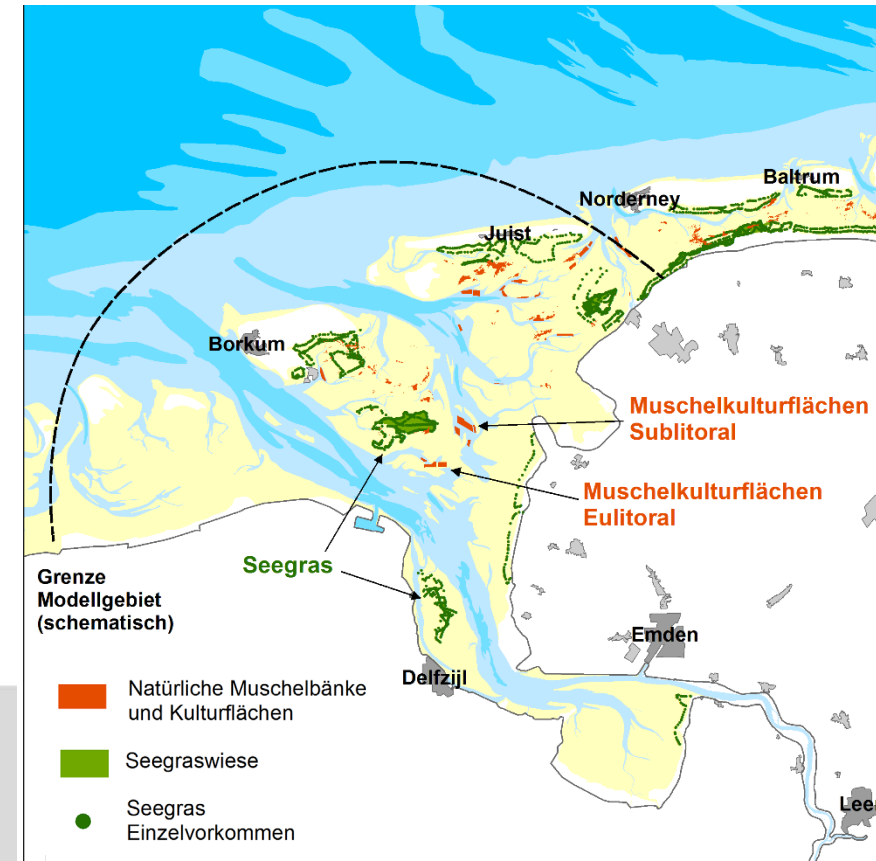 Baltrum
Norderney
Juist
Borkum
Muschelkulturflächen
Sublitoral
Muschelkulturflächen
Eulitoral
Seegras
Grenze
Modellgebiet
(schematisch)
Emden
Delfzijl
Natürliche Muschelbänke
und Kulturflächen
Seegraswiese
Leer
Seegras
Einzelvorkommen